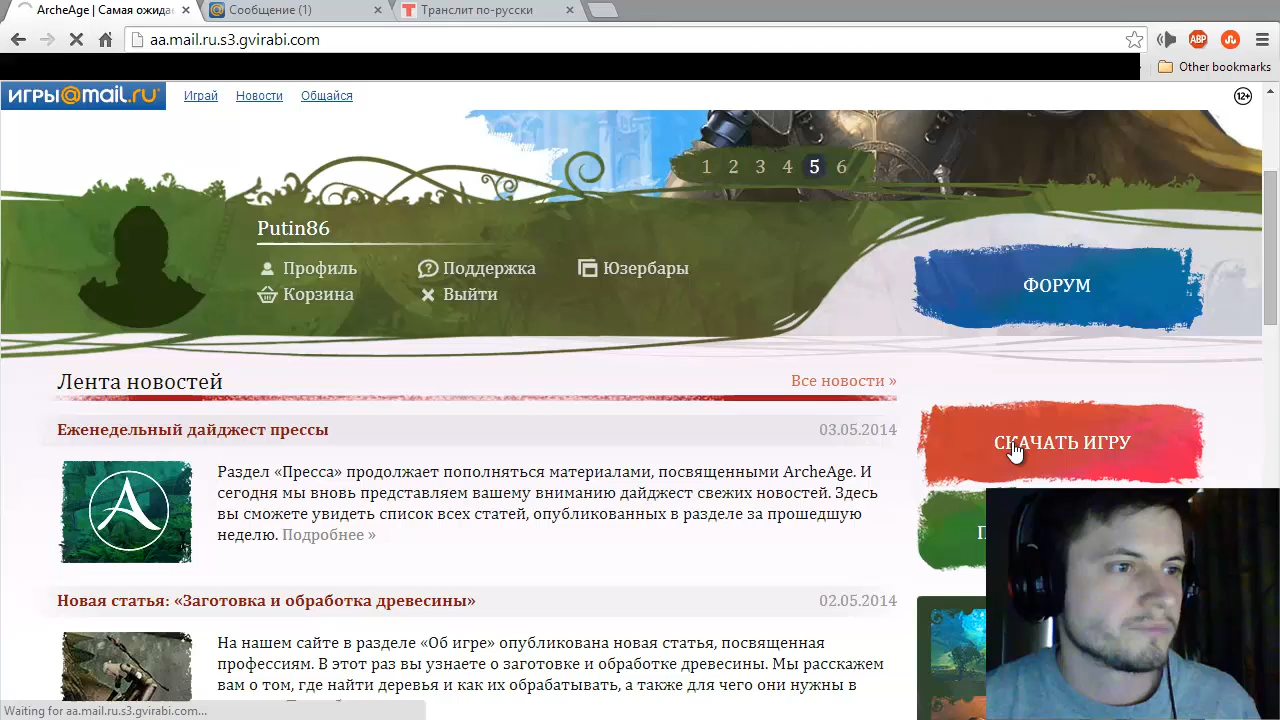 ArcheAge | Самая ожида
Сообщение (1)
Транслит по-русски
aa.mail.ru.s3.gvirabi.com
ABP
Other bookmarks
игры@mail.ru
Играй Новости Общайся
12+
1 2 3 4 5 6
Putin86
Профиль Поддержка Юзербары
Корзина Выйти
ФОРУМ
Лента новостей
Все новости »
СКАЧАТЬ ИГРУ
Еженедельный дайджест прессы
03.05.2014
Раздел «Пресса» продолжает пополняться материалами, посвященными ArcheAge. И
сегодня мы вновь представляем вашему вниманию дайджест свежих новостей. Здесь
вы сможете увидеть список всех статей, опубликованных в разделе за прошедшую
неделю. Подробнее »
Новая статья: «Заготовка и обработка древесины»
02.05.2014
На нашем сайте в разделе «Об игре» опубликована новая статья, посвященная
профессиям. В этот раз вы узнаете о заготовке и обработке древесины. Мы расскажем
вам о том, где найти деревья и как их обрабатывать, а также для чего они нужны в
Waiting for aa.mail.ru.s3.gvirabi.com...